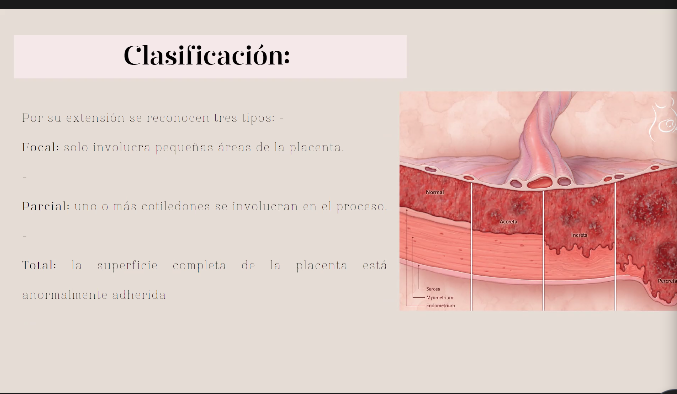 Clasificación:
Por su extensión se reconocen tres tipos: -
Focal: solo involucra pequeñas áreas de la placenta.
-
Parcial: uno o más cotiledones se involucran en el proceso.
-
Total: la superficie completa de la placenta está
anormalmente adherida
Normal
Accreta
Increta
Percreta
Serosa
Myometrium
endometrium